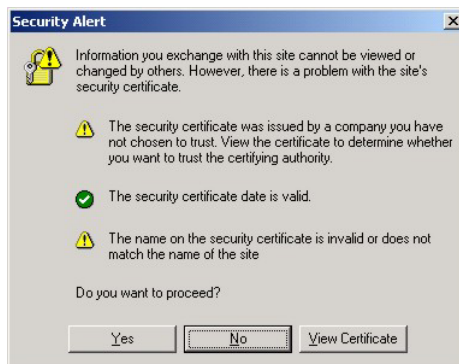 Security Alert
Information you exchange with this site cannot be viewed or
changed by others. However, there is a problem with the site's
security certificate.
The security certificate was issued by a company you have
not chosen to trust. View the certificate to determine whether
you want to trust the certifying authority.
The security certificate date is valid.
The name on the security certificate is invalid or does not
match the name of the site
Do you want to proceed?
Yes No View Certificate